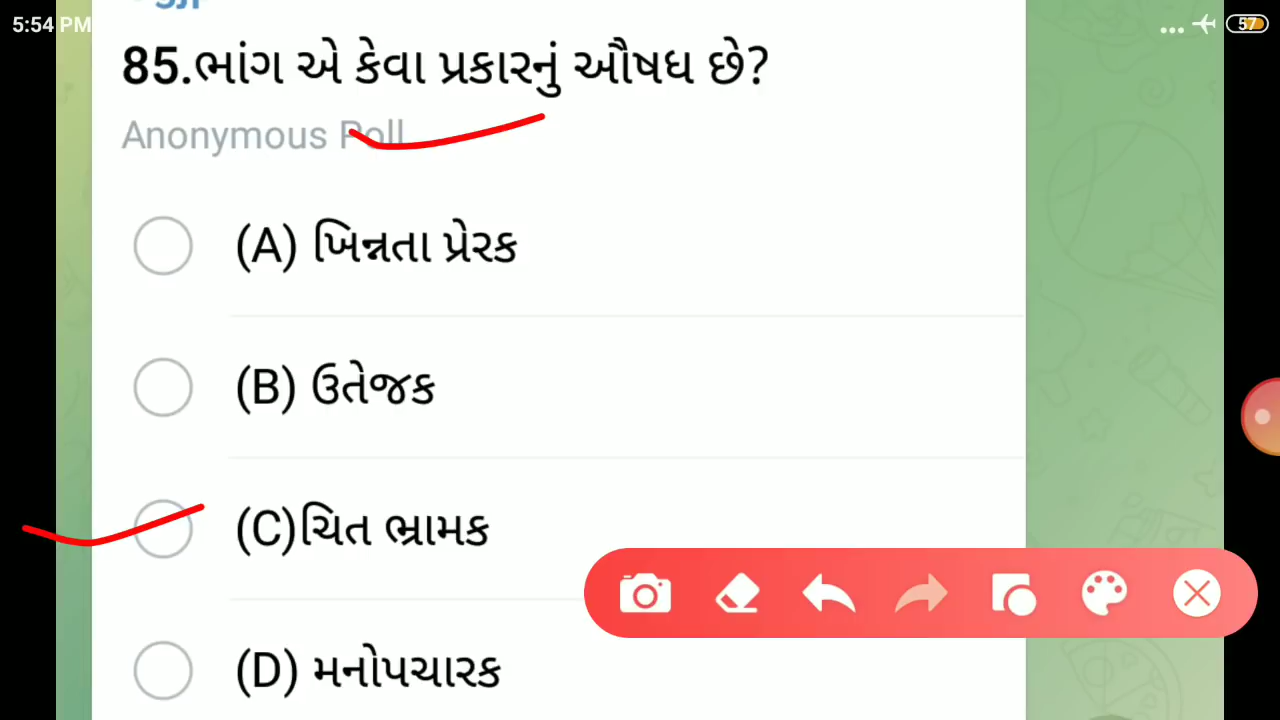 5:54 PM
57
85.ભાંગ એ કેવા પ્રકારનું ઔષધ છે?
Anonymous Poll
(A) ખિન્નતા પ્રેરક
(B) ઉતેજક
(C)ચિત ભ્રામક
(D) મનોપચારક